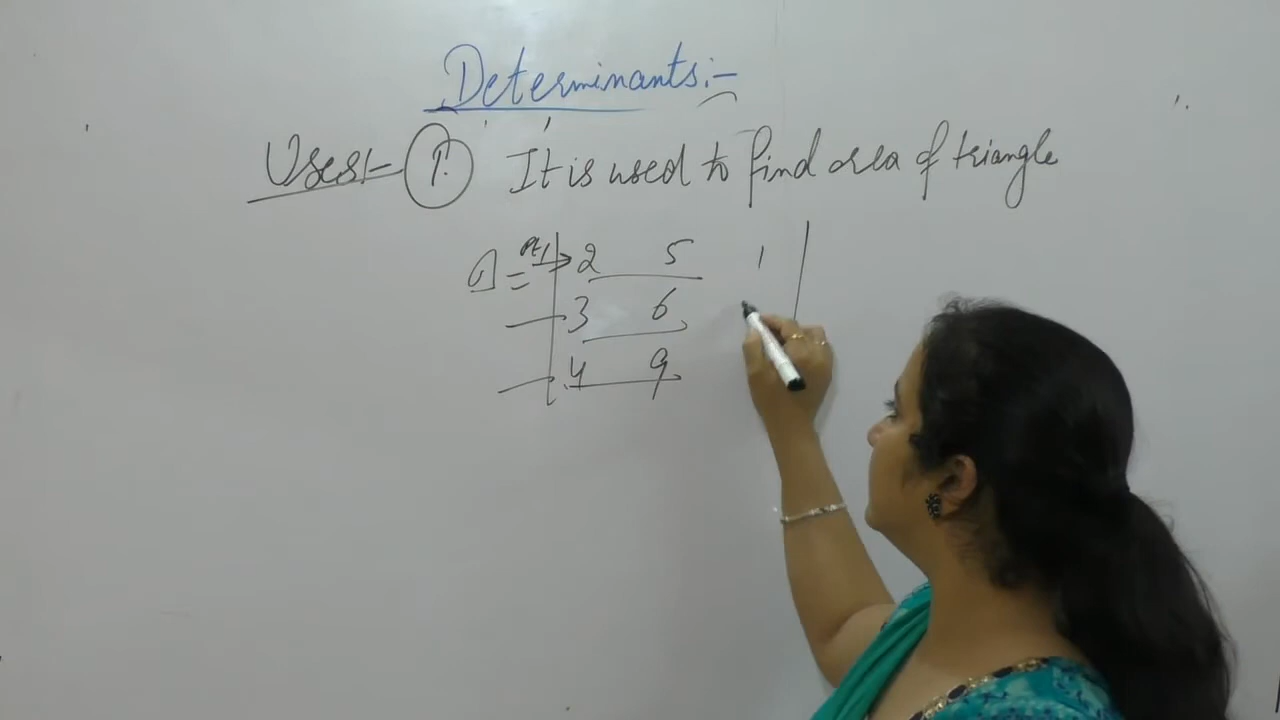 Determinants:-
Uses:- 1. It is used to find area of triangle
2 5 1
3 6
4 9